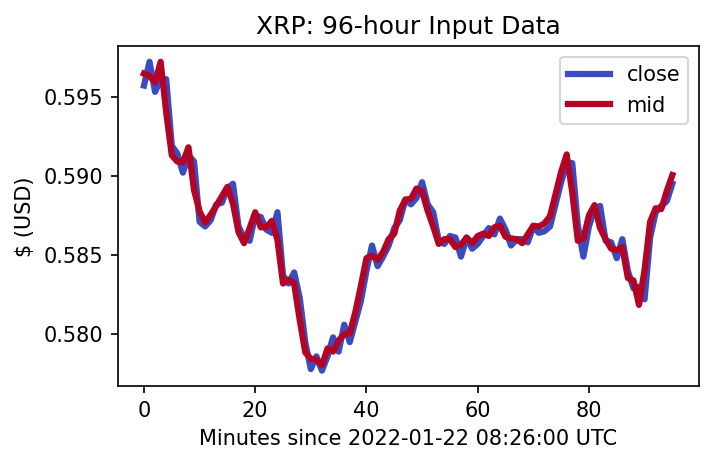 XRP: 96-hour Input Data
close
mid
$ (USD)
0.595
0.590
0.585
0.580
0 20 40 60 80
Minutes since 2022-01-22 08:26:00 UTC